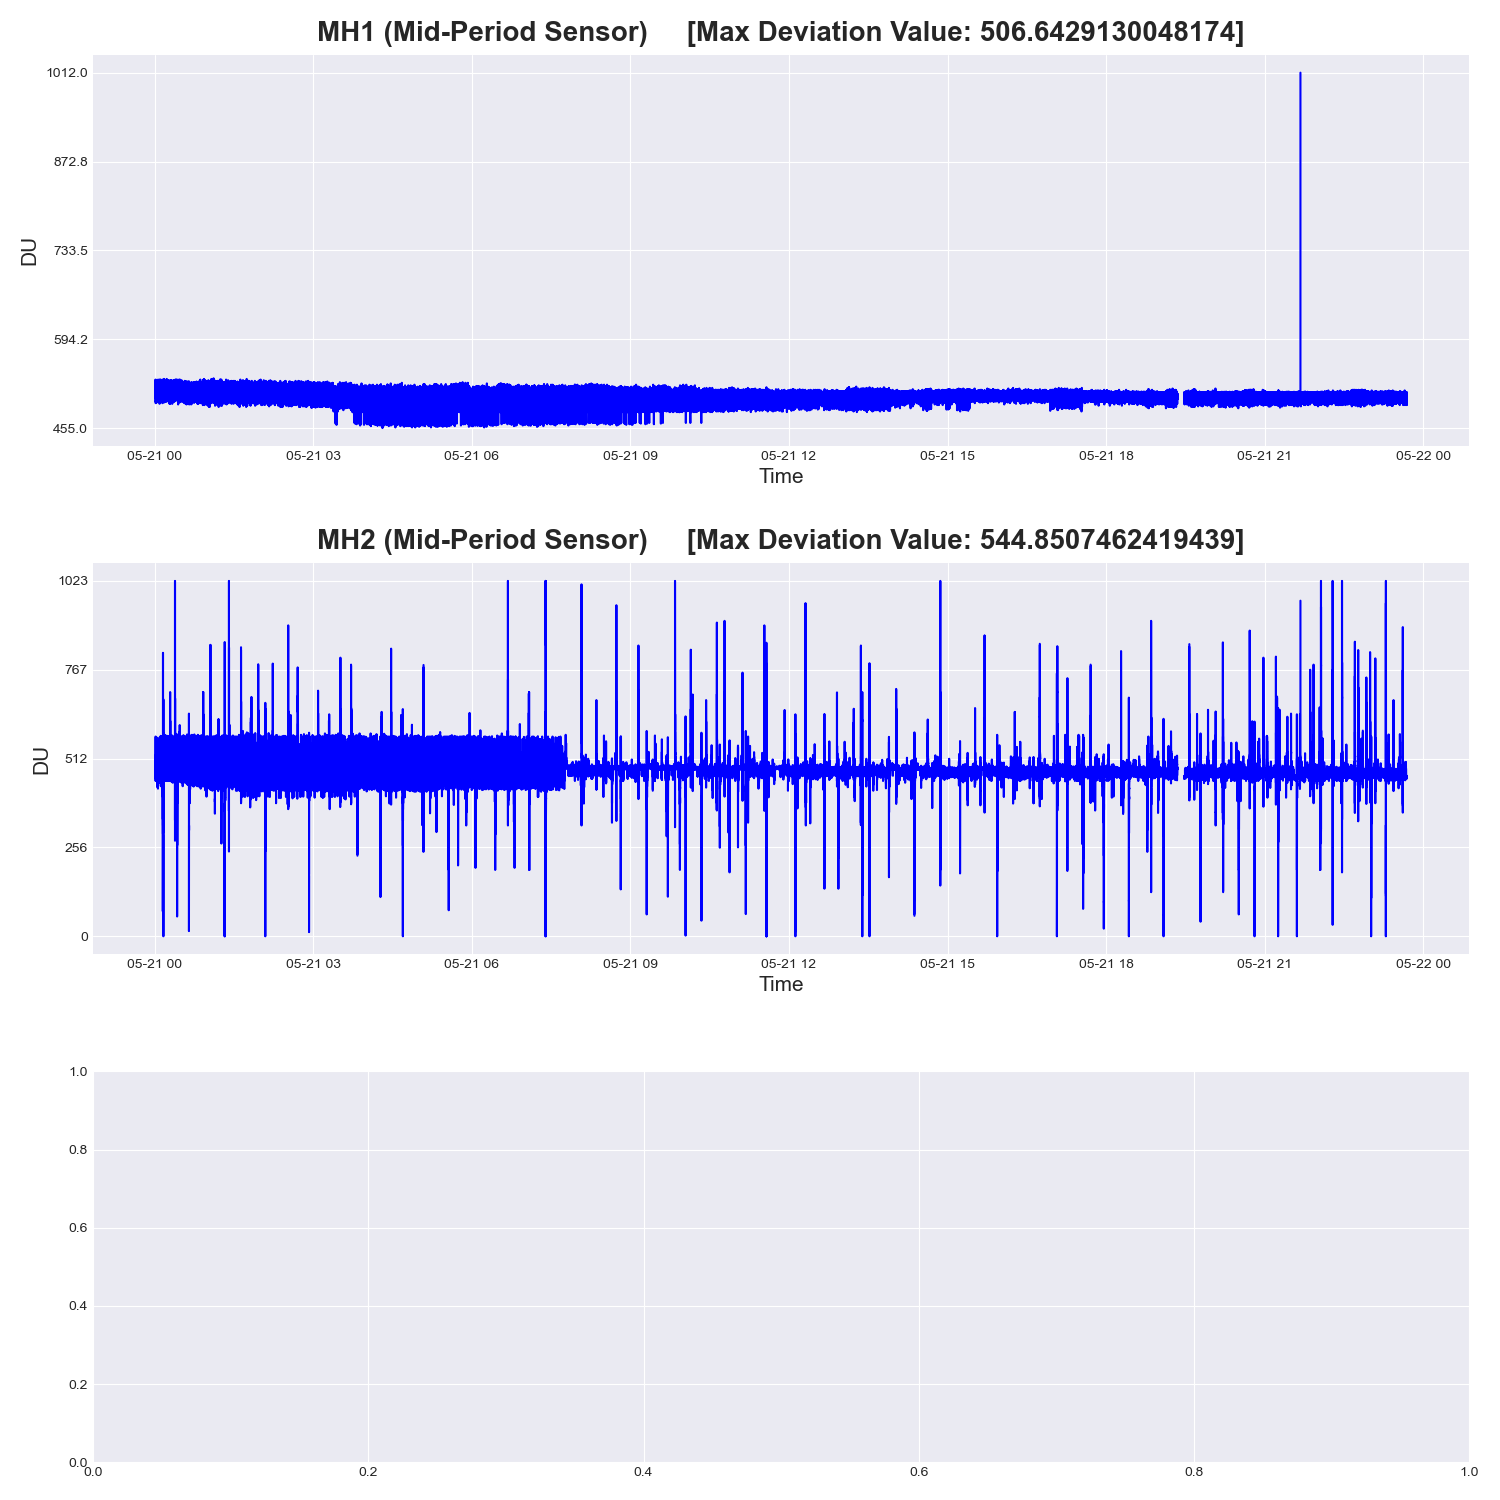 MH1 (Mid-Period Sensor) [Max Deviation Value: 506.6429130048174]
1012.0
872.8
733.5
594.2
455.0
DU
05-21 00 05-21 03 05-21 06 05-21 09 05-21 12 05-21 15 05-21 18 05-21 21 05-22 00
Time
MH2 (Mid-Period Sensor) [Max Deviation Value: 544.8507462419439]
1023
767
512
256
0
DU
05-21 00 05-21 03 05-21 06 05-21 09 05-21 12 05-21 15 05-21 18 05-21 21 05-22 00
Time
1.0
0.8
0.6
0.4
0.2
0.0
0.0 0.2 0.4 0.6 0.8 1.0